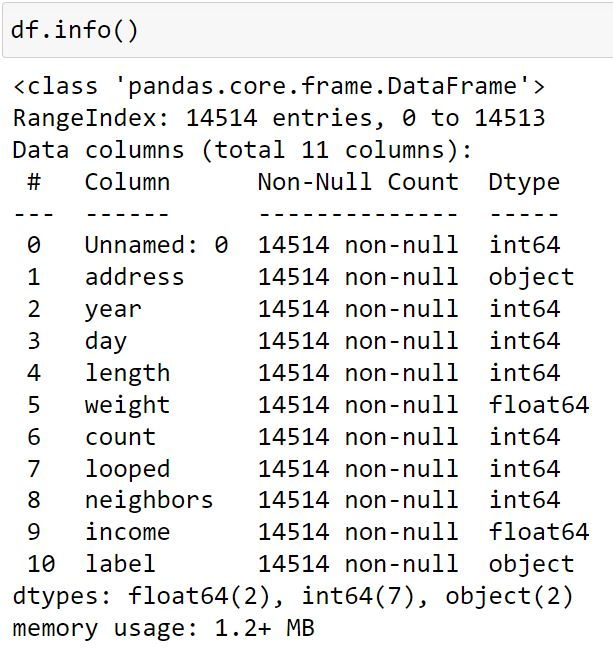 df.info()
<class 'pandas.core.frame.DataFrame'>
RangeIndex: 14514 entries, 0 to 14513
Data columns (total 11 columns):
 #   Column      Non-Null Count  Dtype
---  ------      --------------  -----
 0   Unnamed: 0  14514 non-null  int64
 1   address     14514 non-null  object
 2   year        14514 non-null  int64
 3   day         14514 non-null  int64
 4   length      14514 non-null  int64
 5   weight      14514 non-null  float64
 6   count       14514 non-null  int64
 7   looped      14514 non-null  int64
 8   neighbors   14514 non-null  int64
 9   income      14514 non-null  float64
 10  label       14514 non-null  object
dtypes: float64(2), int64(7), object(2)
memory usage: 1.2+ MB